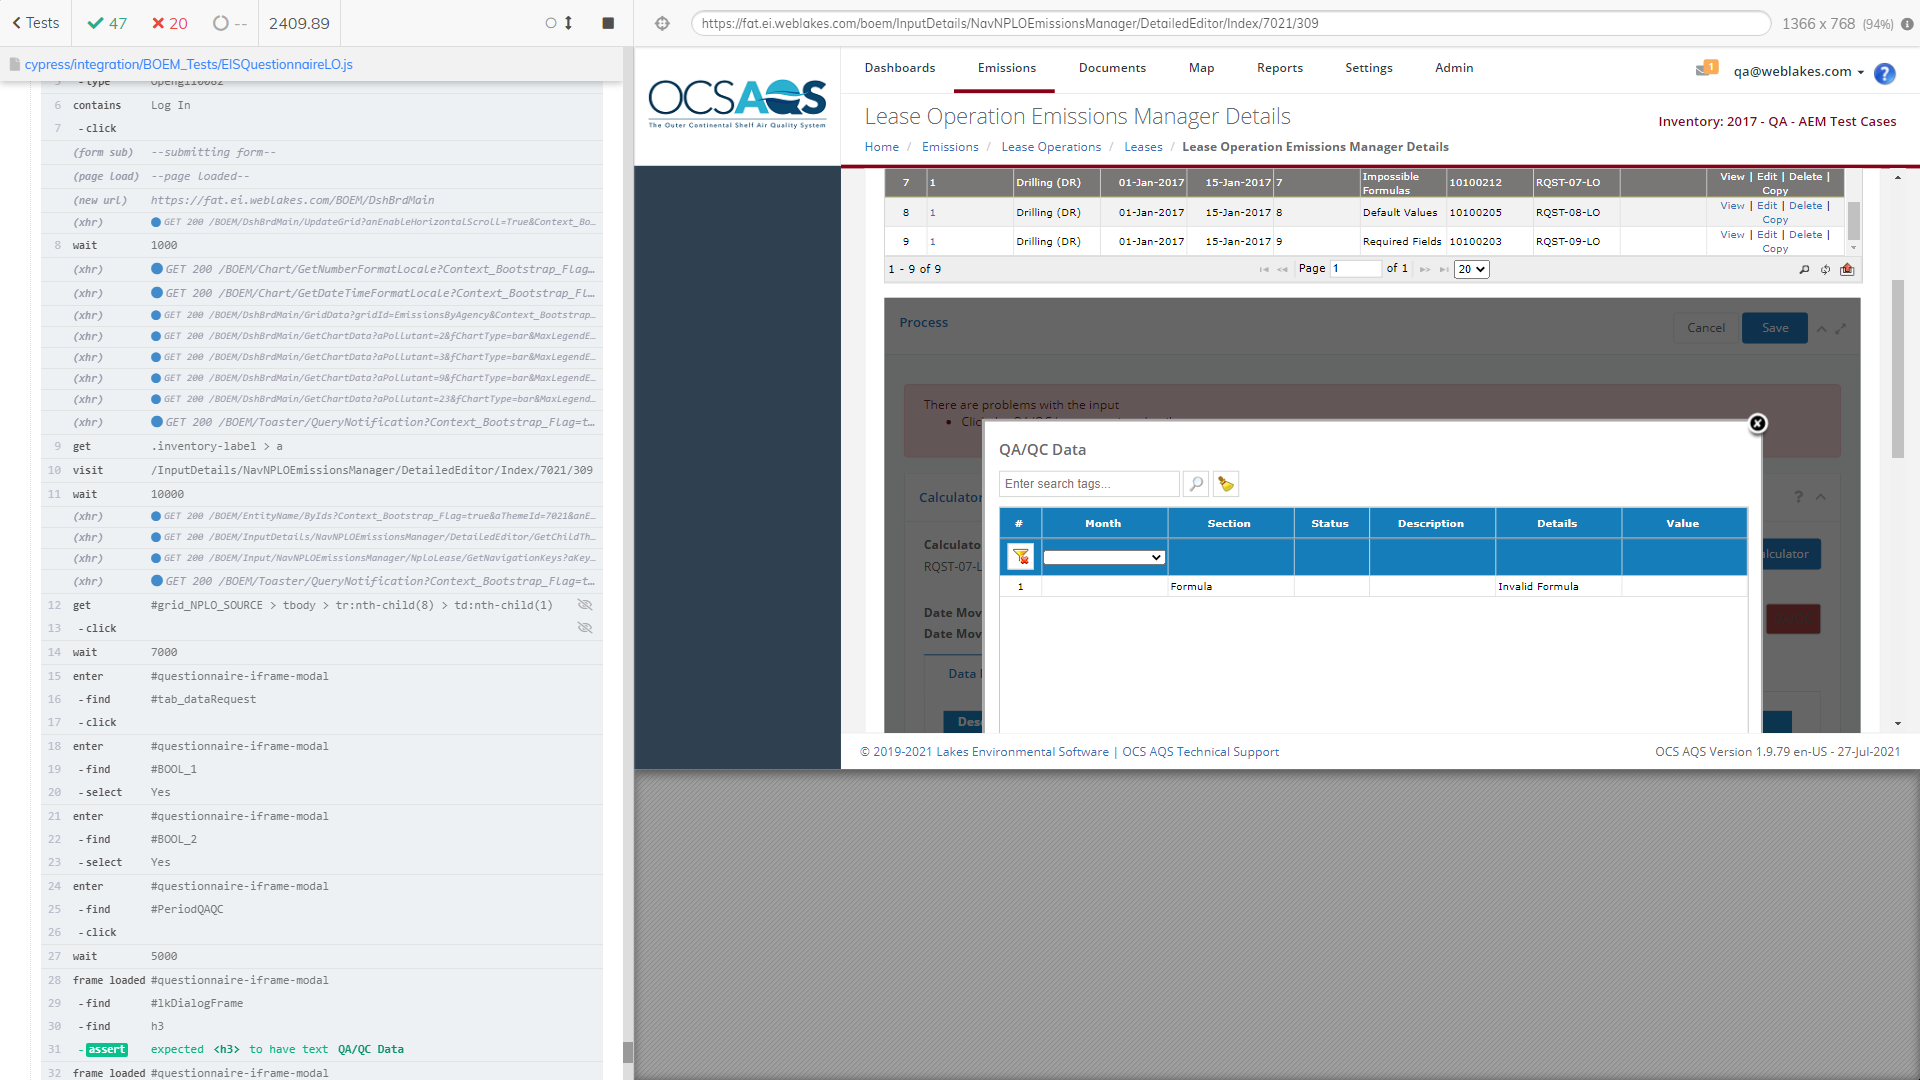 Tests
47
20
--
2409.89
cypress/integration/BOEM_Tests/EISQuestionnaireLO.js
6 contains Log In
7 -click
(form sub) --submitting form--
(page load) --page loaded--
(new url) https://fat.ei.weblakes.com/BOEM/DshBrdMain
(xhr) GET 200 /BOEM/DshBrdMain/UpdateGrid?anEnableHorizontalScroll=True&Context_Bo...
8 wait 1000
(xhr) GET 200 /BOEM/Chart/GetNumberFormatLocale?Context_Bootstrap_Flag...
(xhr) GET 200 /BOEM/Chart/GetDateTimeFormatLocale?Context_Bootstrap_Fl...
(xhr) GET 200 /BOEM/DshBrdMain/GridData?gridId=EmissionsByAgency&Context_Bootstrap...
(xhr) GET 200 /BOEM/DshBrdMain/GetChartData?aPollutant=2&fChartType=bar&MaxLegendE...
(xhr) GET 200 /BOEM/DshBrdMain/GetChartData?aPollutant=3&fChartType=bar&MaxLegendE...
(xhr) GET 200 /BOEM/DshBrdMain/GetChartData?aPollutant=9&fChartType=bar&MaxLegendE...
(xhr) GET 200 /BOEM/DshBrdMain/GetChartData?aPollutant=23&fChartType=bar&MaxLegend...
(xhr) GET 200 /BOEM/Toaster/QueryNotification?Context_Bootstrap_Flag=t...
9 get .inventory-label > a
10 visit /InputDetails/NavNPLOEmissionsManager/DetailedEditor/Index/7021/309
11 wait 10000
(xhr) GET 200 /BOEM/EntityName/ByIds?Context_Bootstrap_Flag=true&aThemeId=7021&anE...
(xhr) GET 200 /BOEM/InputDetails/NavNPLOEmissionsManager/DetailedEditor/GetChildTh...
(xhr) GET 200 /BOEM/Input/NavNPLOEmissionsManager/NploLease/GetNavigationKeys?aKey...
(xhr) GET 200 /BOEM/Toaster/QueryNotification?Context_Bootstrap_Flag=t...
12 get #grid_NPLO_SOURCE > tbody > tr:nth-child(8) > td:nth-child(1)
13 -click
14 wait 7000
15 enter #questionnaire-iframe-modal
16 -find #tab_dataRequest
17 -click
18 enter #questionnaire-iframe-modal
19 -find #BOOL_1
20 -select Yes
21 enter #questionnaire-iframe-modal
22 -find #BOOL_2
23 -select Yes
24 enter #questionnaire-iframe-modal
25 -find #PeriodQAQC
26 -click
27 wait 5000
28 frame loaded #questionnaire-iframe-modal
29 -find #lkDialogFrame
30 -find h3
31 -assert expected <h3> to have text QA/QC Data
32 frame loaded #questionnaire-iframe-modal
https://fat.ei.weblakes.com/boem/InputDetails/NavNPLOEmissionsManager/DetailedEditor/Index/7021/309
1366 x 768 (94%)
OCSAQS
The Outer Continental Shelf Air Quality System
Dashboards Emissions Documents Map Reports Settings Admin
1 qa@weblakes.com ?
Lease Operation Emissions Manager Details
Inventory: 2017 - QA - AEM Test Cases
Home / Emissions / Lease Operations / Leases / Lease Operation Emissions Manager Details
7 1 Drilling (DR) 01-Jan-2017 15-Jan-2017 7 Impossible Formulas 10100212 RQST-07-LO View | Edit | Delete | Copy
8 1 Drilling (DR) 01-Jan-2017 15-Jan-2017 8 Default Values 10100205 RQST-08-LO View | Edit | Delete | Copy
9 1 Drilling (DR) 01-Jan-2017 15-Jan-2017 9 Required Fields 10100203 RQST-09-LO View | Edit | Delete | Copy
1 - 9 of 9 Page 1 of 1 20
Process Cancel Save
There are problems with the input
Calculator ?
QA/QC Data
Enter search tags...
# Month Section Status Description Details Value
1 Formula Invalid Formula
Calculato
RQST-07-L
lculator
Date Mov
Date Mov
Data
Des
© 2019-2021 Lakes Environmental Software | OCS AQS Technical Support
OCS AQS Version 1.9.79 en-US - 27-Jul-2021